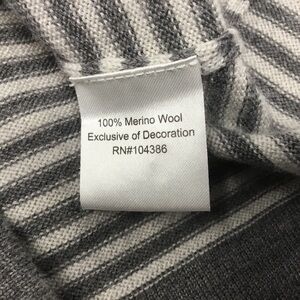 100% Merino Wool
Exclusive of Decoration
RN#104386